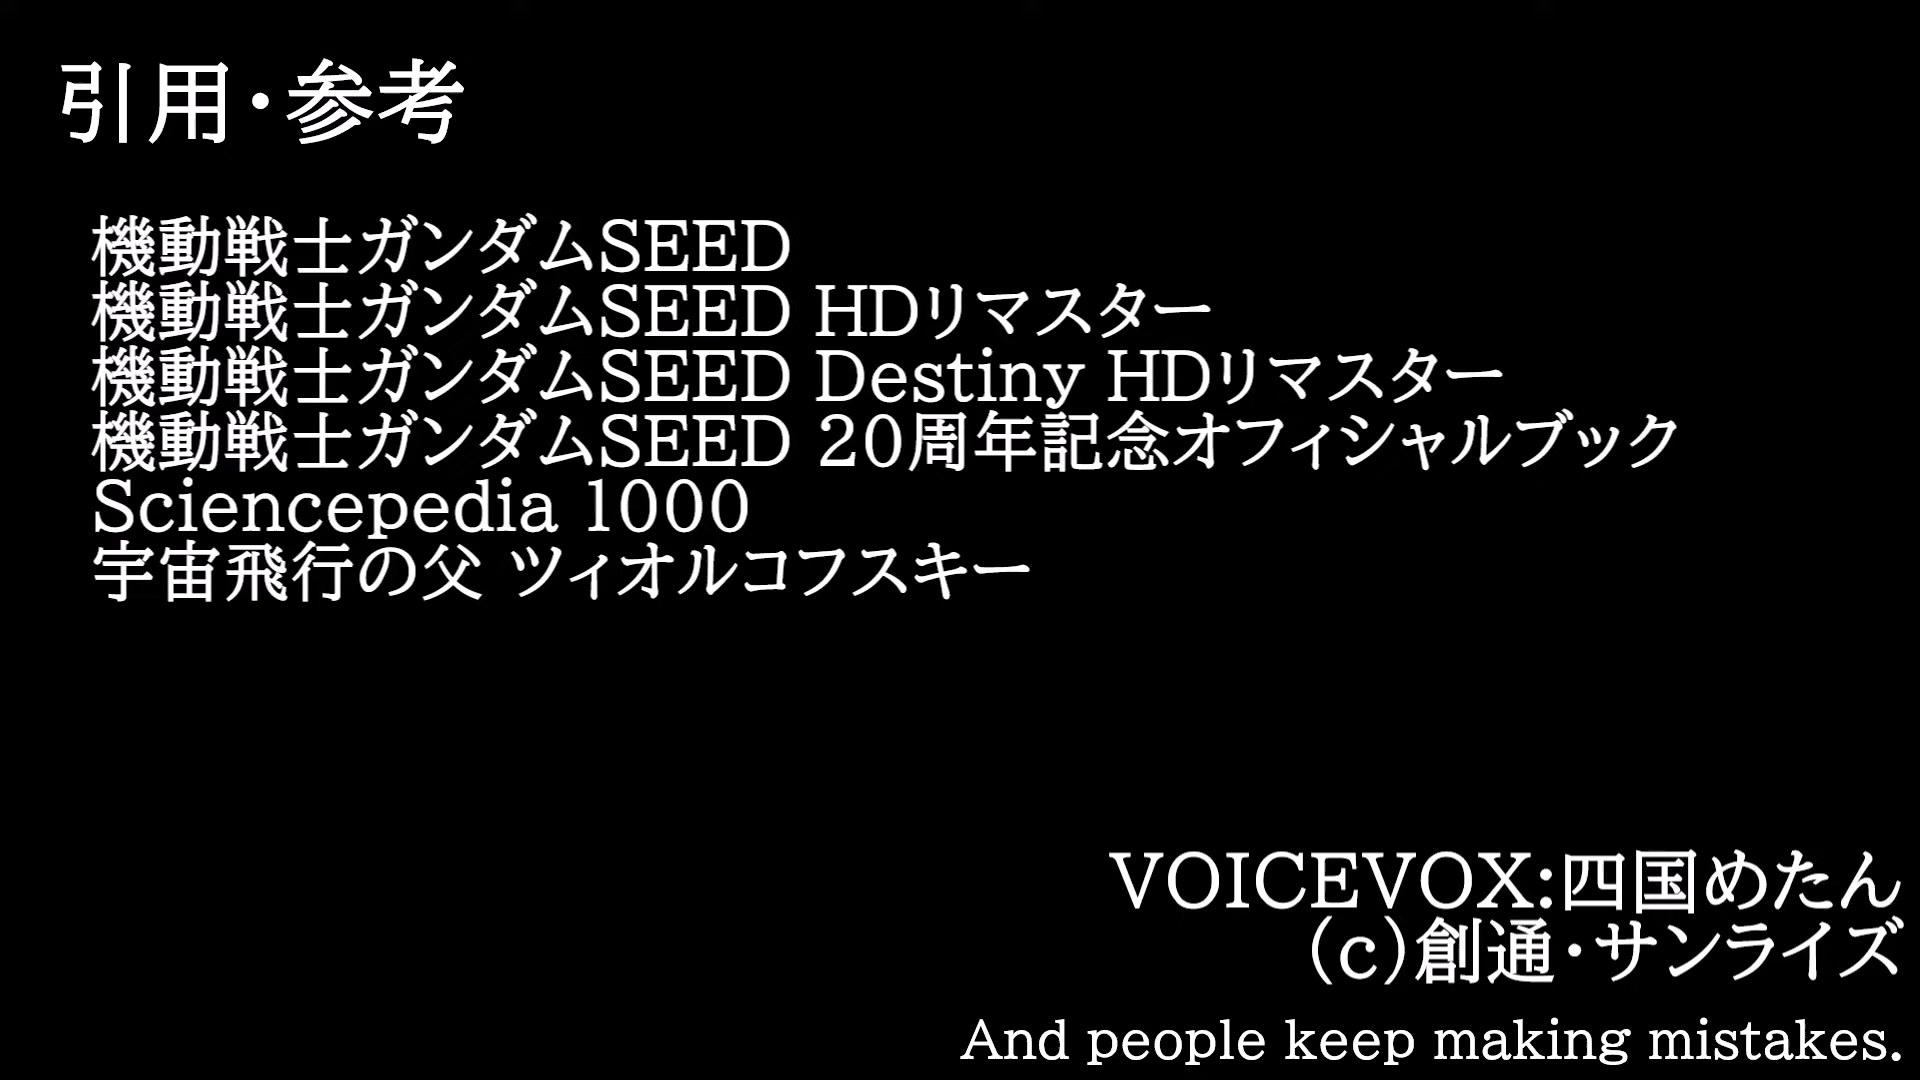 引用･参考
機動戦士ガンダムSEED
機動戦士ガンダムSEED HDリマスター
機動戦士ガンダムSEED Destiny HDリマスター
機動戦士ガンダムSEED 20周年記念オフィシャルブック
Sciencepedia 1000
宇宙飛行の父 ツィオルコフスキー
VOICEVOX:四国めたん
(c)創通･サンライズ
And people keep making mistakes.